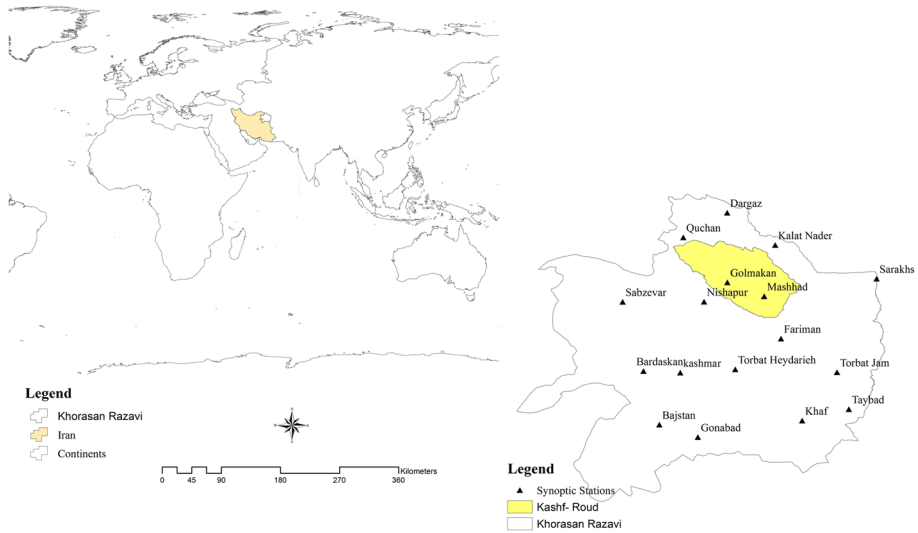 Legend
Khorasan Razavi
Iran
Continents
N
W
E
S
Kilometers
0 45 90 180 270 360
Dargaz
Quchan
Kalat Nader
Sarakhs
Golmakan
Mashhad
Nishapur
Sabzevar
Fariman
Bardaskan
kashmar
Torbat Heydarieh
Torbat Jam
Taybad
Khaf
Bajstan
Gonabad
Legend
Synoptic Stations
Kashf- Roud
Khorasan Razavi